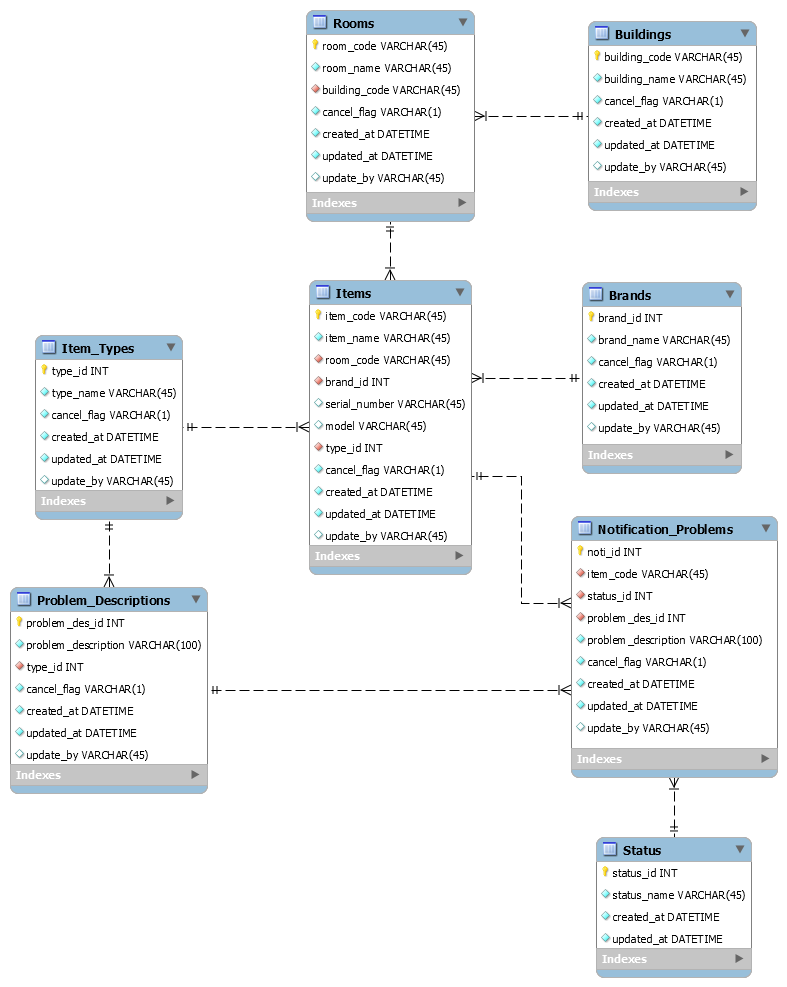 Rooms
room_code VARCHAR(45)
room_name VARCHAR(45)
building_code VARCHAR(45)
cancel_flag VARCHAR(1)
created_at DATETIME
updated_at DATETIME
update_by VARCHAR(45)
Indexes
Buildings
building_code VARCHAR(45)
building_name VARCHAR(45)
cancel_flag VARCHAR(1)
created_at DATETIME
updated_at DATETIME
update_by VARCHAR(45)
Indexes
Items
item_code VARCHAR(45)
item_name VARCHAR(45)
room_code VARCHAR(45)
brand_id INT
serial_number VARCHAR(45)
model VARCHAR(45)
type_id INT
cancel_flag VARCHAR(1)
created_at DATETIME
updated_at DATETIME
update_by VARCHAR(45)
Indexes
Brands
brand_id INT
brand_name VARCHAR(45)
cancel_flag VARCHAR(1)
created_at DATETIME
updated_at DATETIME
update_by VARCHAR(45)
Indexes
Item_Types
type_id INT
type_name VARCHAR(45)
cancel_flag VARCHAR(1)
created_at DATETIME
updated_at DATETIME
update_by VARCHAR(45)
Indexes
Notification_Problems
noti_id INT
item_code VARCHAR(45)
status_id INT
problem_des_id INT
problem_description VARCHAR(100)
cancel_flag VARCHAR(1)
created_at DATETIME
updated_at DATETIME
update_by VARCHAR(45)
Indexes
Problem_Descriptions
problem_des_id INT
problem_description VARCHAR(100)
type_id INT
cancel_flag VARCHAR(1)
created_at DATETIME
updated_at DATETIME
update_by VARCHAR(45)
Indexes
Status
status_id INT
status_name VARCHAR(45)
created_at DATETIME
updated_at DATETIME
Indexes